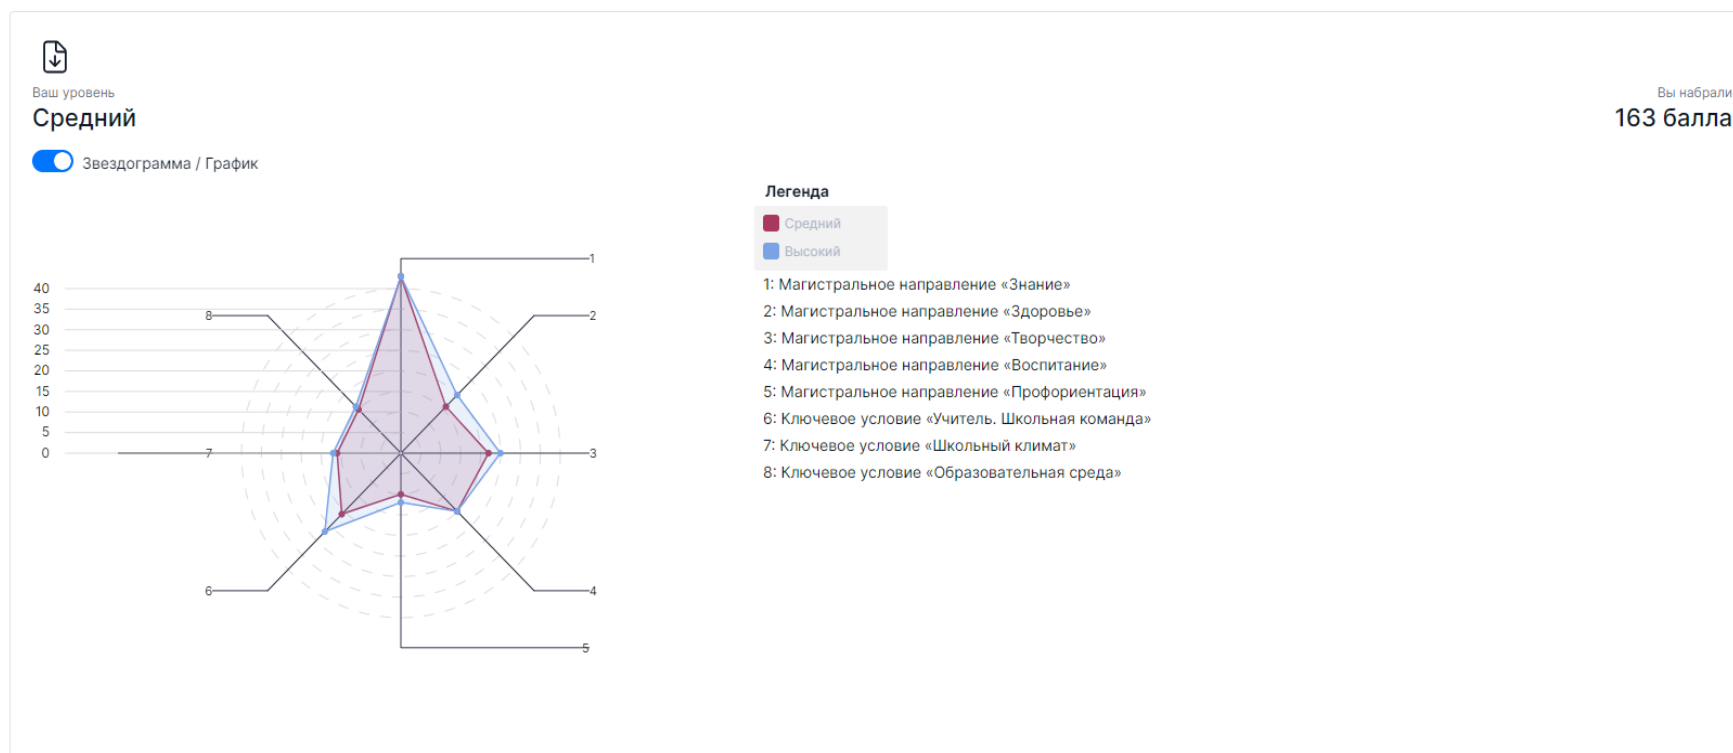 Ваш уровень
Средний
Вы набрали
163 балла
Звездограмма / График
Легенда
Средний
Высокий
1: Магистральное направление «Знание»
2: Магистральное направление «Здоровье»
3: Магистральное направление «Творчество»
4: Магистральное направление «Воспитание»
5: Магистральное направление «Профориентация»
6: Ключевое условие «Учитель. Школьная команда»
7: Ключевое условие «Школьный климат»
8: Ключевое условие «Образовательная среда»
40
35
30
25
20
15
10
5
0
1
2
3
4
5
6
7
8